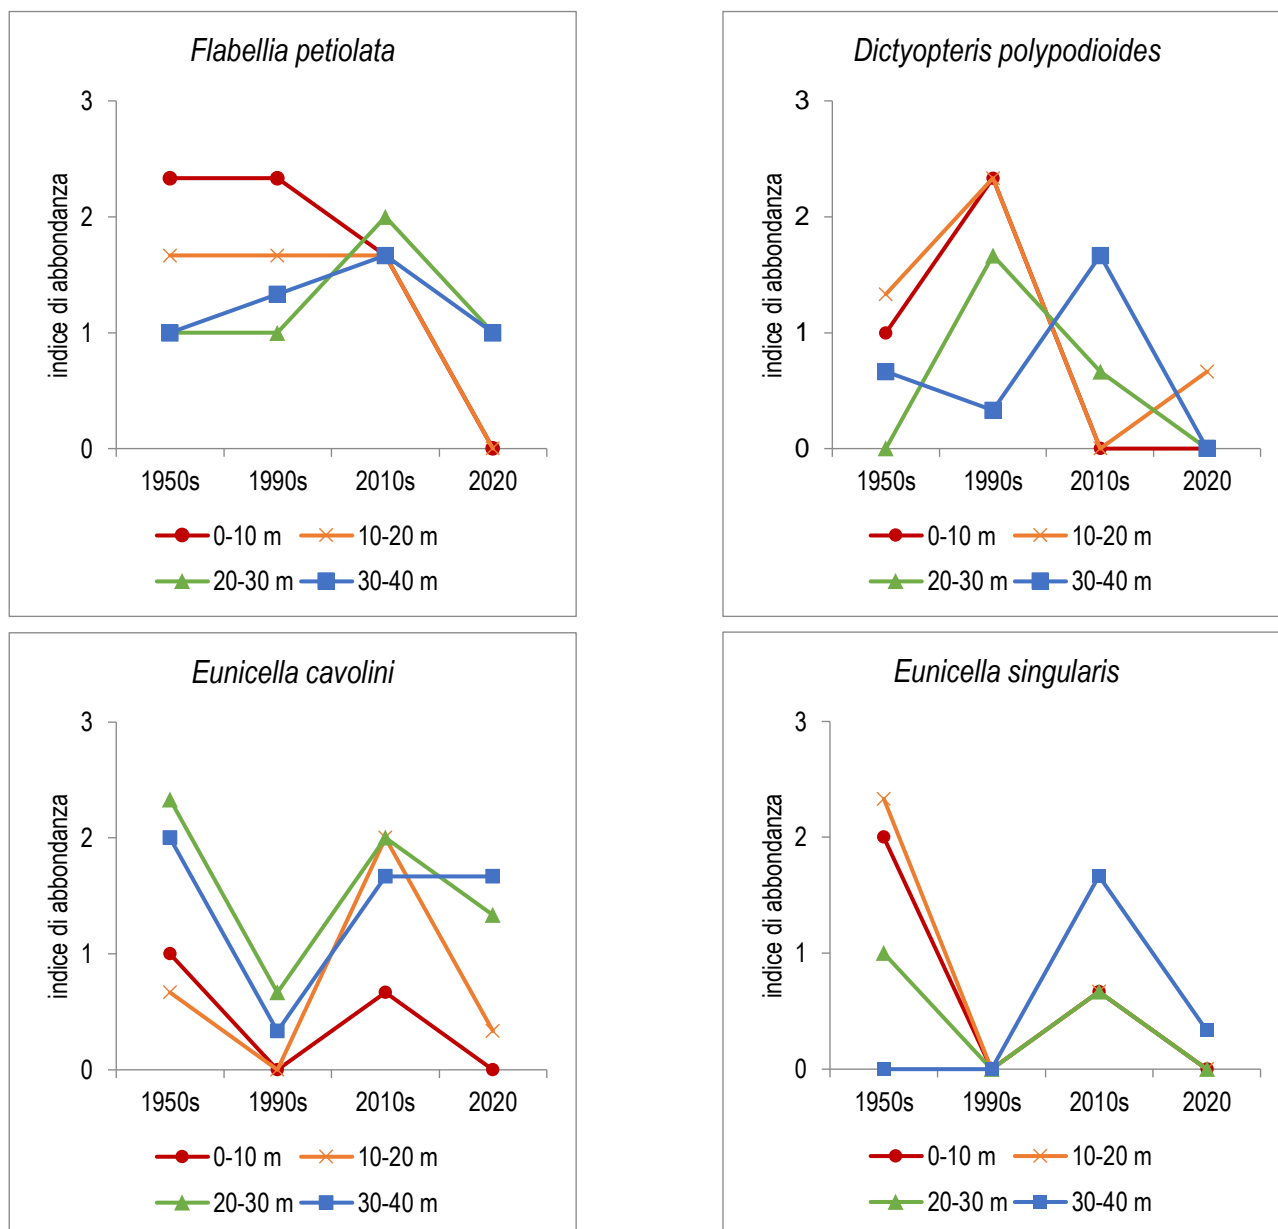 Flabellia petiolata
3
2
1
0
indice di abbondanza
1950s 1990s 2010s 2020
0-10 m 10-20 m
20-30 m 30-40 m
Dictyopteris polypodioides
3
2
1
0
indice di abbondanza
1950s 1990s 2010s 2020
0-10 m 10-20 m
20-30 m 30-40 m
Eunicella cavolini
3
2
1
0
indice di abbondanza
1950s 1990s 2010s 2020
0-10 m 10-20 m
20-30 m 30-40 m
Eunicella singularis
3
2
1
0
indice di abbondanza
1950s 1990s 2010s 2020
0-10 m 10-20 m
20-30 m 30-40 m